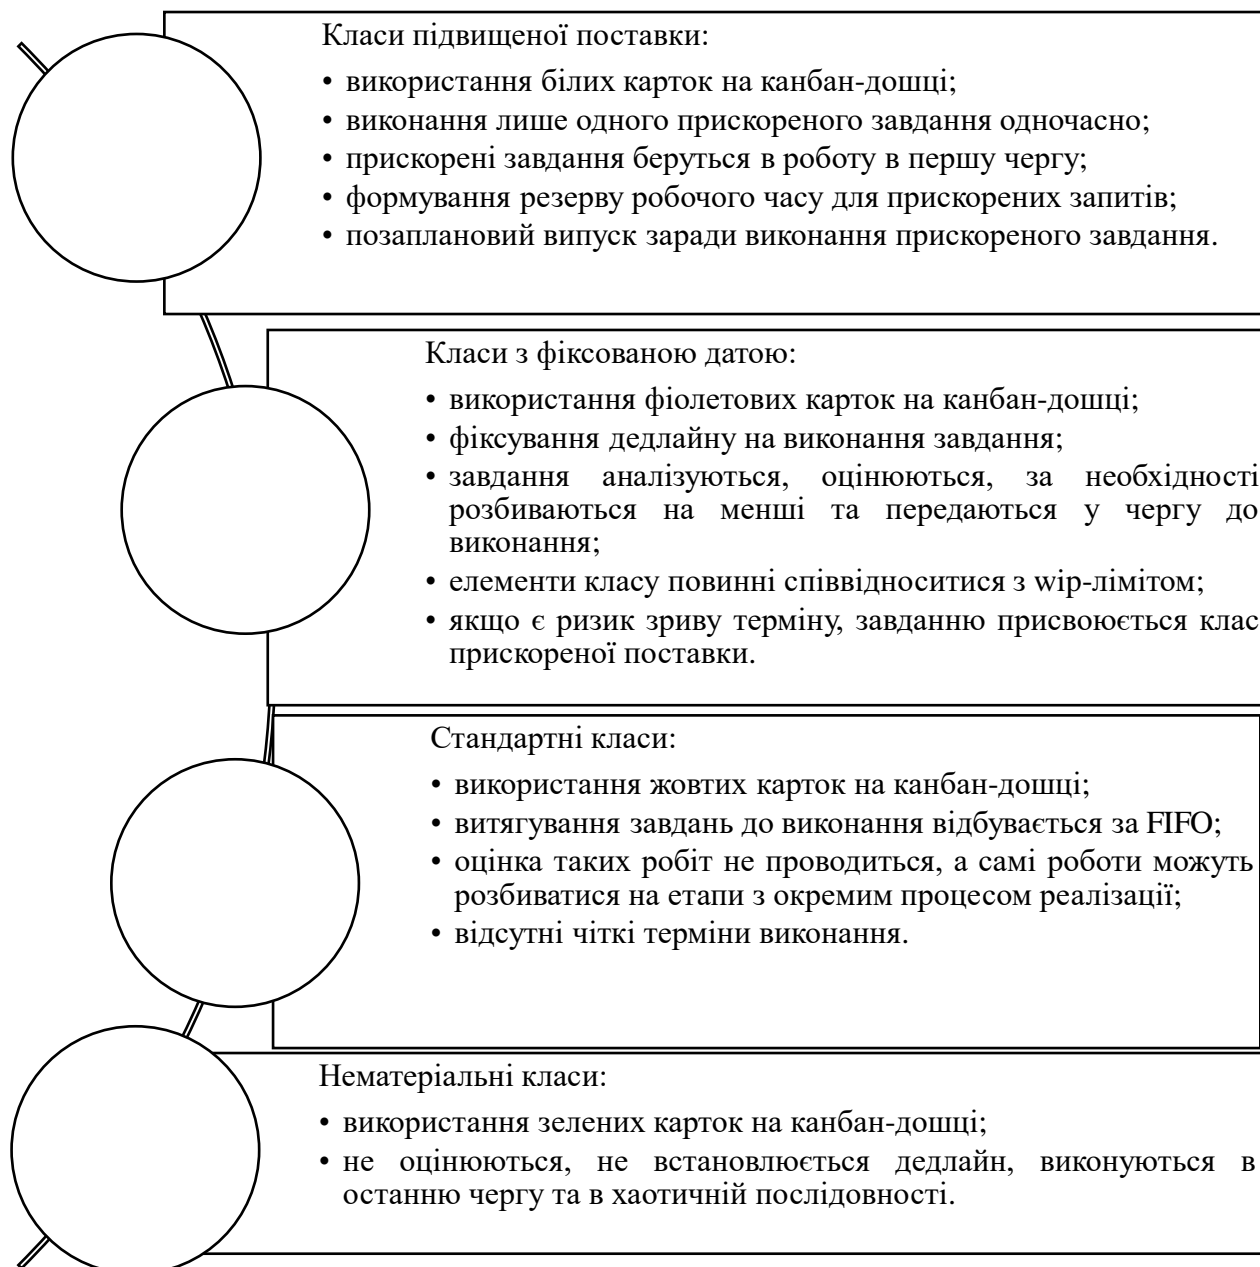 Класи підвищеної поставки:
• використання білих карток на канбан-дошці;
• виконання лише одного прискореного завдання одночасно;
• прискорені завдання беруться в роботу в першу чергу;
• формування резерву робочого часу для прискорених запитів;
• позаплановий випуск заради виконання прискореного завдання.
Класи з фіксованою датою:
• використання фіолетових карток на канбан-дошці;
• фіксування дедлайну на виконання завдання;
• завдання аналізуються, оцінюються, за необхідності
розбиваються на менші та передаються у чергу до
виконання;
• елементи класу повинні співвідноситися з wip-лімітом;
• якщо є ризик зриву терміну, завданню присвоюється клас
прискореної поставки.
Стандартні класи:
• використання жовтих карток на канбан-дошці;
• витягування завдань до виконання відбувається за FIFO;
• оцінка таких робіт не проводиться, а самі роботи можуть
розбиватися на етапи з окремим процесом реалізації;
• відсутні чіткі терміни виконання.
Нематеріальні класи:
• використання зелених карток на канбан-дошці;
• не оцінюються, не встановлюється дедлайн, виконуються в
останню чергу та в хаотичній послідовності.